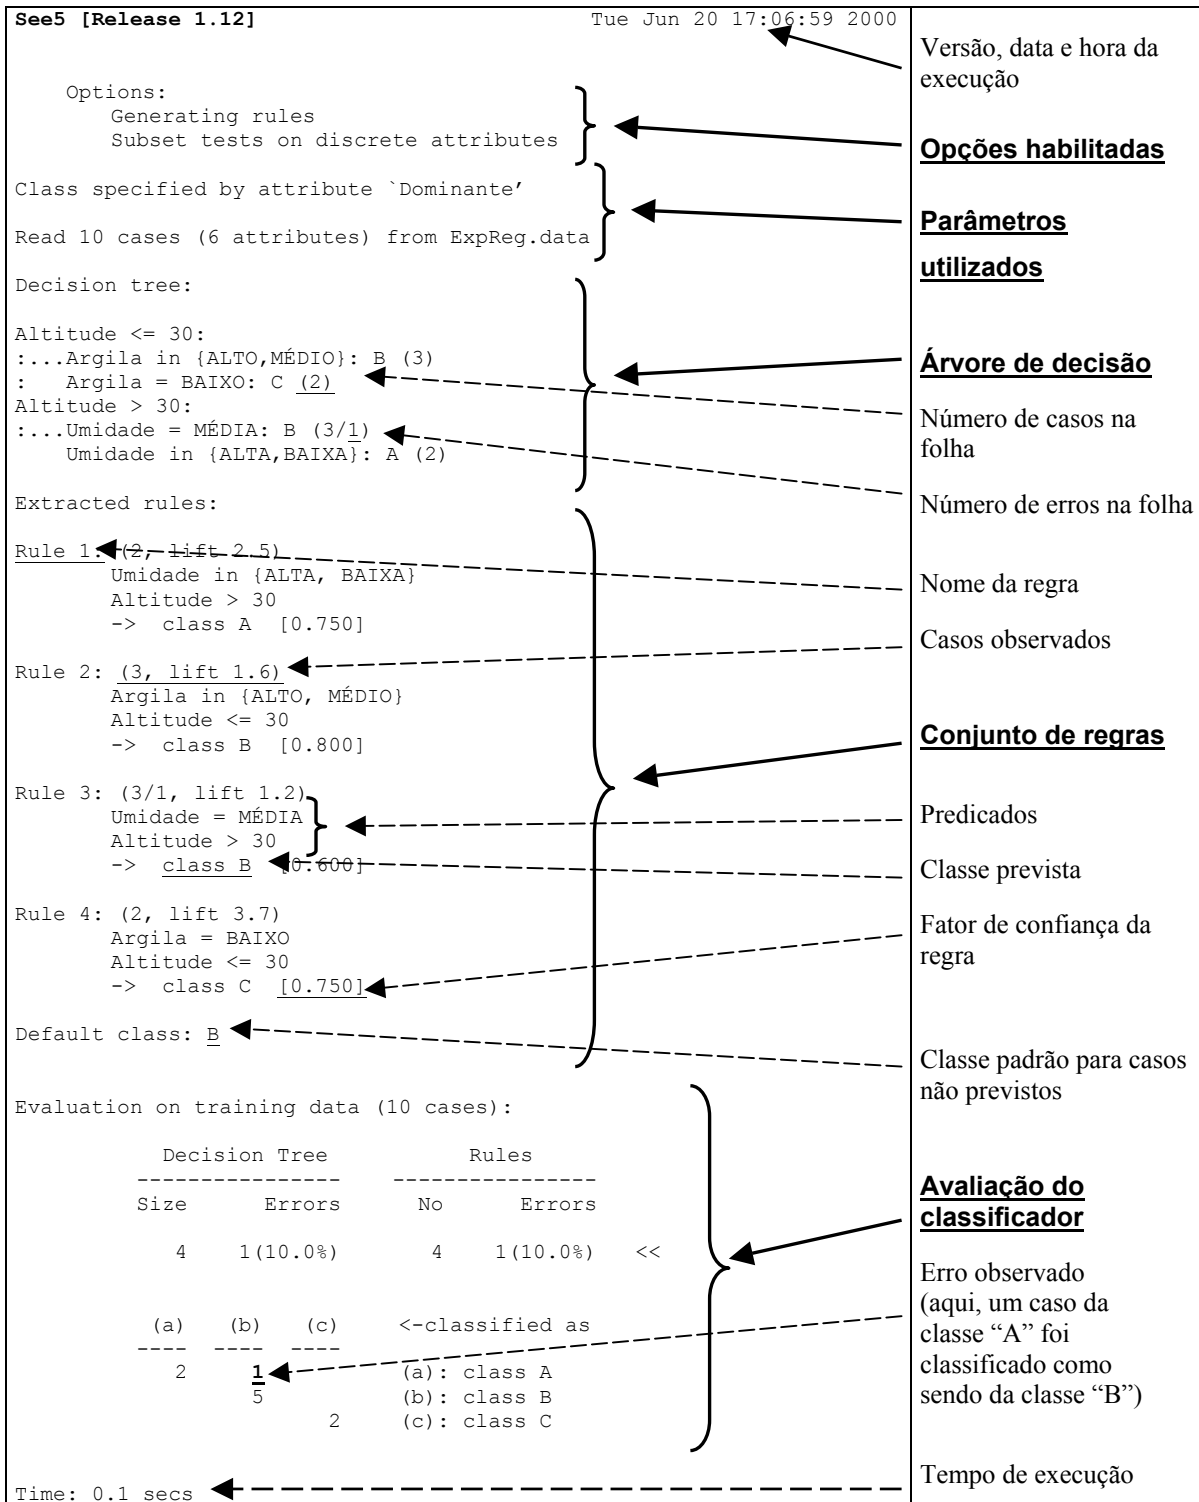 See5 [Release 1.12] Tue Jun 20 17:06:59 2000
Options:
Generating rules
Subset tests on discrete attributes
Class specified by attribute `Dominante’
Read 10 cases (6 attributes) from ExpReg.data
Decision tree:
Altitude <= 30:
:...Argila in {ALTO,MÉDIO}: B (3)
: Argila = BAIXO: C (2)
Altitude > 30:
:...Umidade = MÉDIA: B (3/1)
Umidade in {ALTA,BAIXA}: A (2)
Extracted rules:
Rule 1: (2, lift 2.5)
Umidade in {ALTA, BAIXA}
Altitude > 30
-> class A [0.750]
Rule 2: (3, lift 1.6)
Argila in {ALTO, MÉDIO}
Altitude <= 30
-> class B [0.800]
Rule 3: (3/1, lift 1.2)
Umidade = MÉDIA
Altitude > 30
-> class B [0.600]
Rule 4: (2, lift 3.7)
Argila = BAIXO
Altitude <= 30
-> class C [0.750]
Default class: B
Evaluation on training data (10 cases):
Decision Tree Rules
---------------- ----------------
Size Errors No Errors
4 1(10.0%) 4 1(10.0%) <<
(a) (b) (c) <-classified as
---- ---- ----
2 1 (a): class A
5 (b): class B
2 (c): class C
Time: 0.1 secs
Versão, data e hora da
execução
Opções habilitadas
Parâmetros
utilizados
Árvore de decisão
Número de casos na
folha
Número de erros na folha
Nome da regra
Casos observados
Conjunto de regras
Predicados
Classe prevista
Fator de confiança da
regra
Classe padrão para casos
não previstos
Avaliação do
classificador
Erro observado
(aqui, um caso da
classe “A” foi
classificado como
sendo da classe “B”)
Tempo de execução